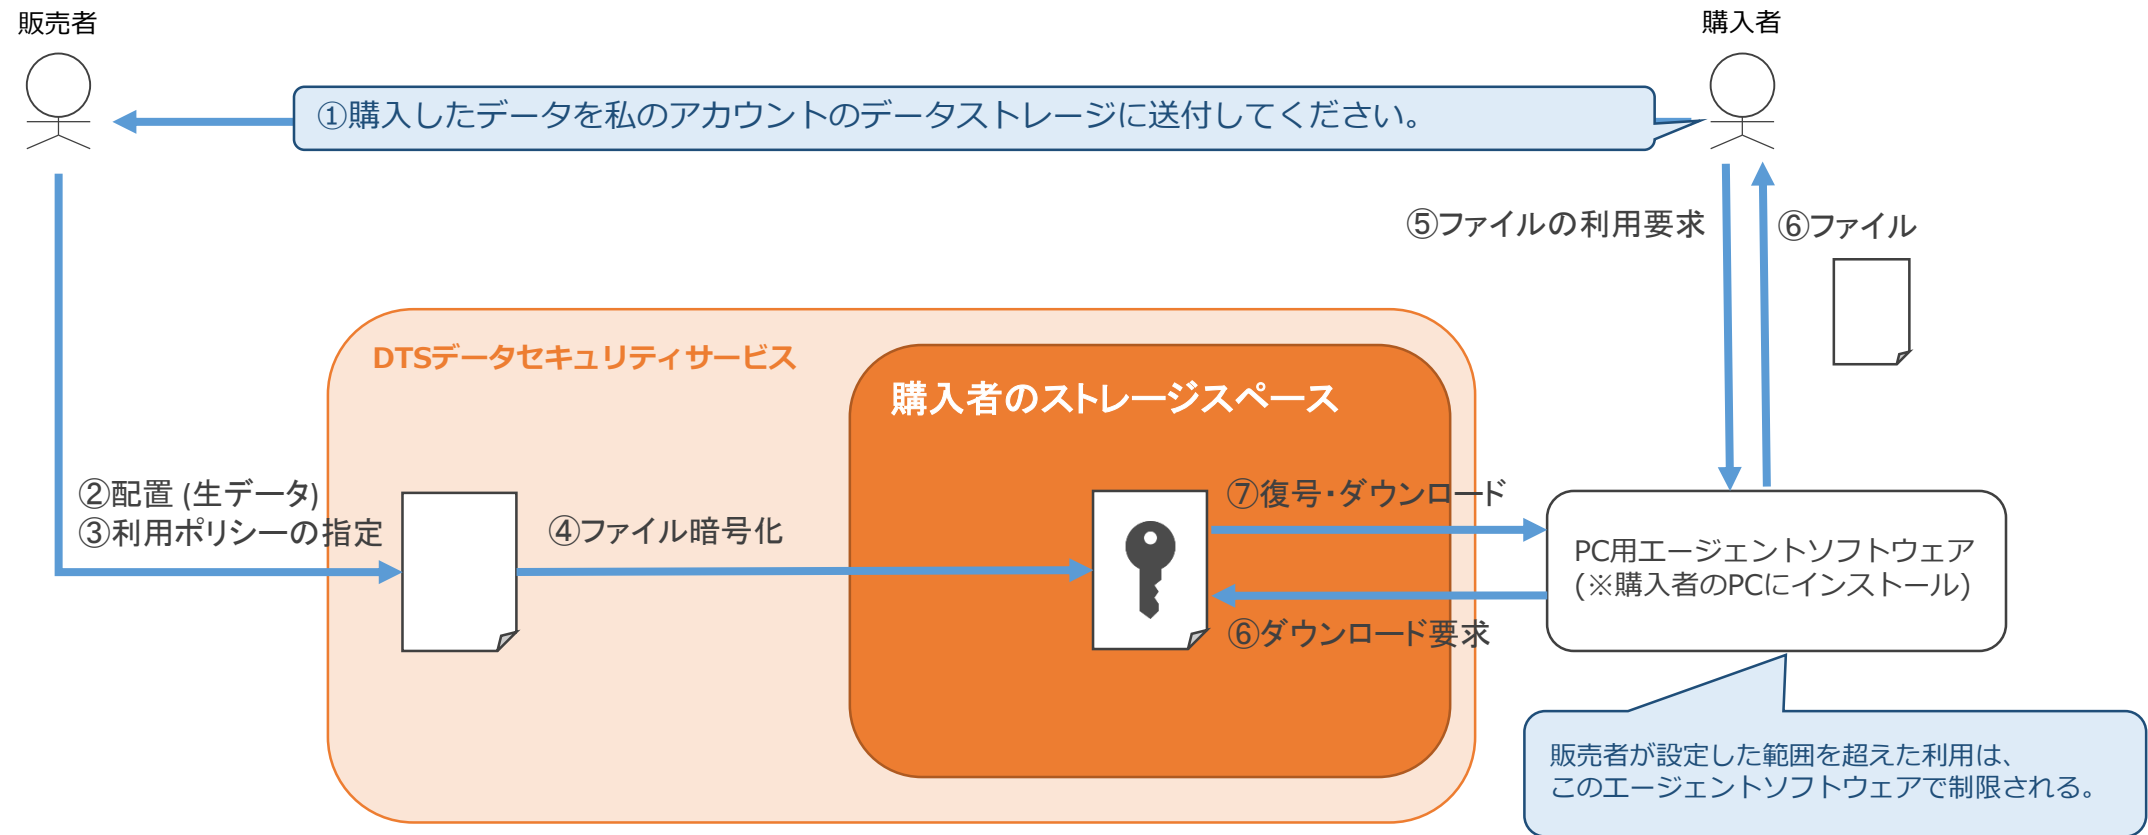 販売者
購入者
①購入したデータを私のアカウントのデータストレージに送付してください。
⑤ファイルの利用要求
⑥ファイル
DTSデータセキュリティサービス
購入者のストレージスペース
②配置 (生データ)
③利用ポリシーの指定
④ファイル暗号化
⑦復号・ダウンロード
⑥ダウンロード要求
PC用エージェントソフトウェア
(※購入者のPCにインストール)
販売者が設定した範囲を超えた利用は、
このエージェントソフトウェアで制限される。